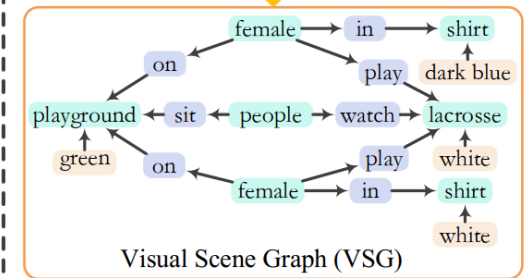 female in shirt
on play dark blue
playground sit people watch lacrosse
green on play white
female in shirt
white
Visual Scene Graph (VSG)